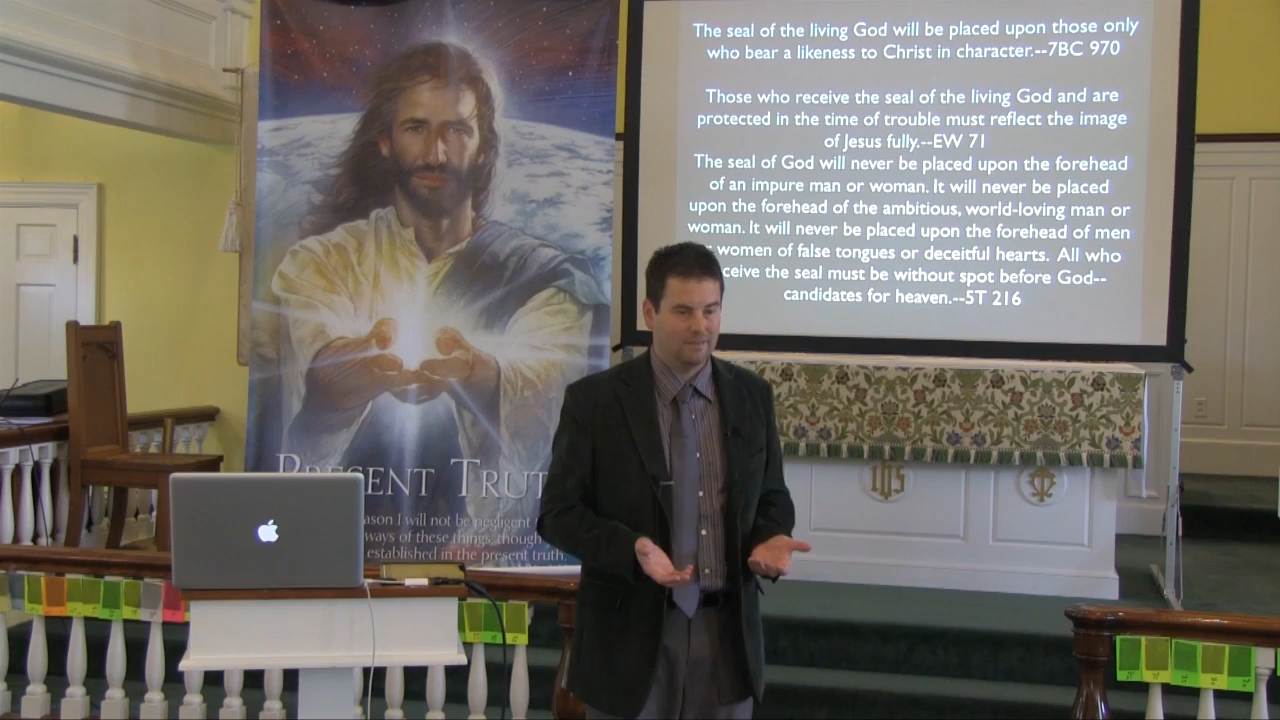 The seal of the living God will be placed upon those only
who bear a likeness to Christ in character.--7BC 970
Those who receive the seal of the living God and are
protected in the time of trouble must reflect the image
of Jesus fully.--EW 71
The seal of God will never be placed upon the forehead
of an impure man or woman. It will never be placed
upon the forehead of the ambitious, world-loving man or
woman. It will never be placed upon the forehead of men
women of false tongues or deceitful hearts. All who
ceive the seal must be without spot before God--
candidates for heaven.--5T 216
PRESENT TRUT
ason I will not be negligent
ways of these things, though
established in the present truth.
IHS